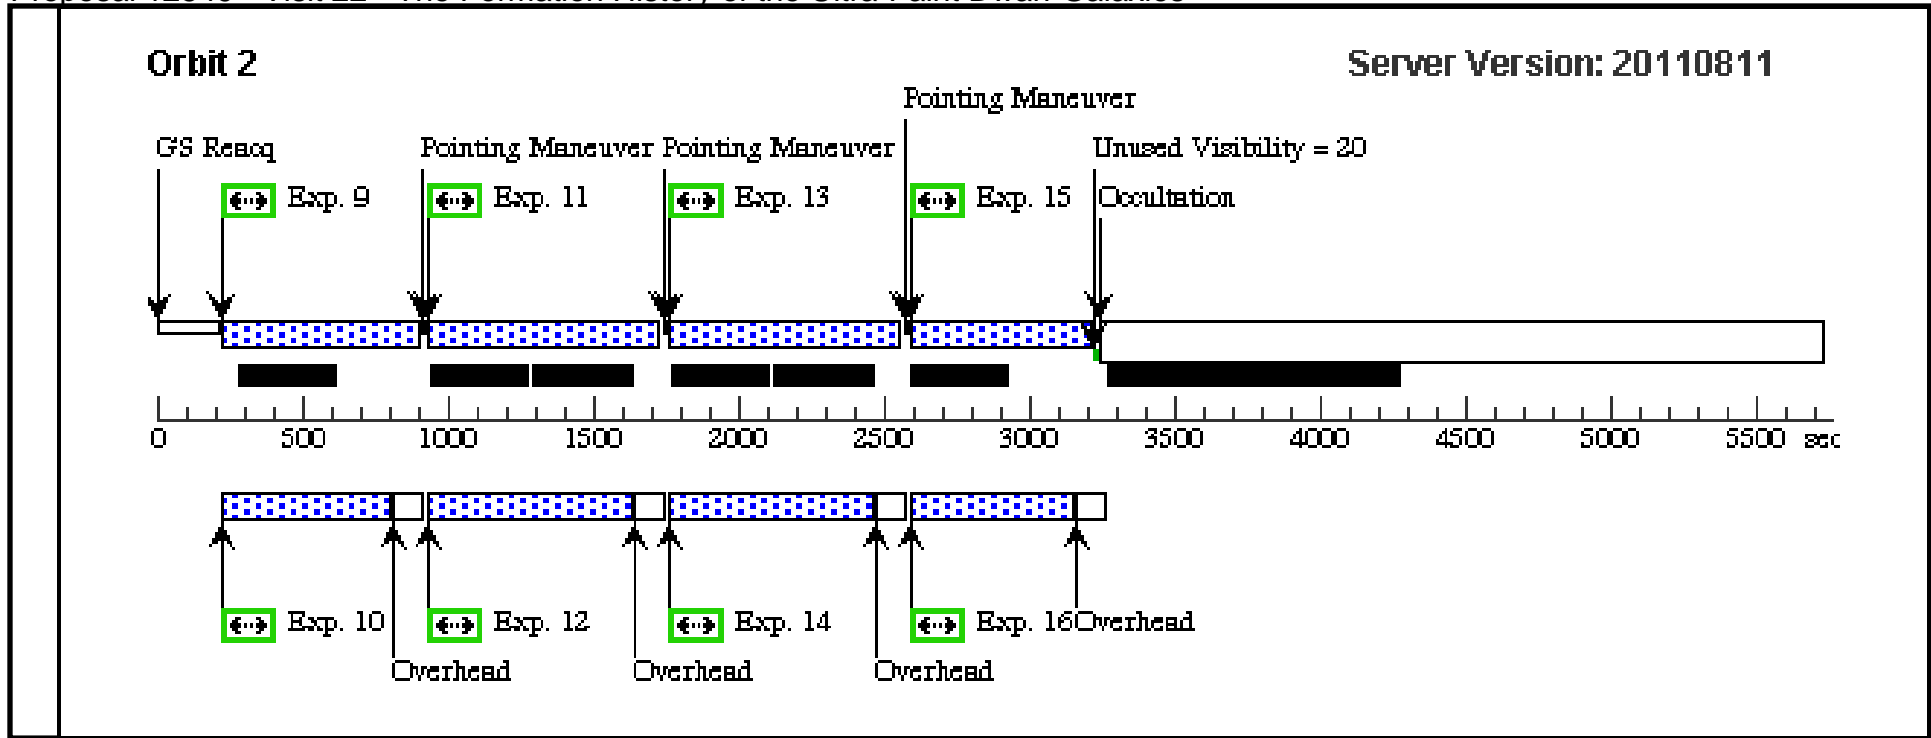 Orbit 2
Server Version: 20110811
Pointing Maneuver
GS Reacq
Pointing Maneuver
Pointing Maneuver
Unused Visibility = 20
Exp. 9
Exp. 11
Exp. 13
Exp. 15
Occultation
0 500 1000 1500 2000 2500 3000 3500 4000 4500 5000 5500 sec
Exp. 10
Exp. 12
Exp. 14
Exp. 16
Overhead
Overhead
Overhead
Overhead